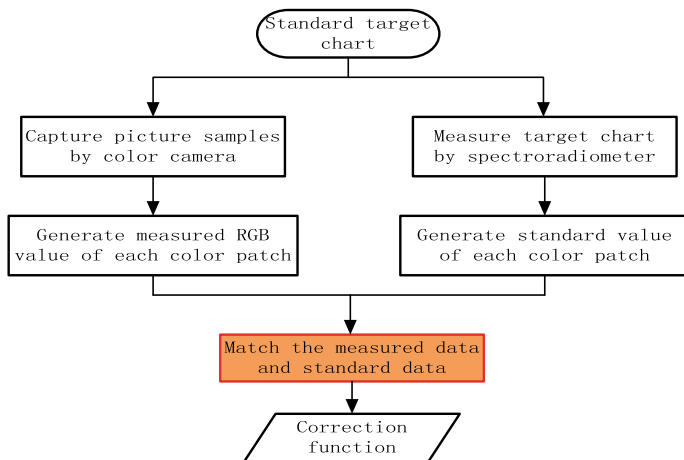 Standard target
chart
Capture picture samples
by color camera
Measure target chart
by spectroradiometer
Generate measured RGB
value of each color patch
Generate standard value
of each color patch
Match the measured data
and standard data
Correction
function